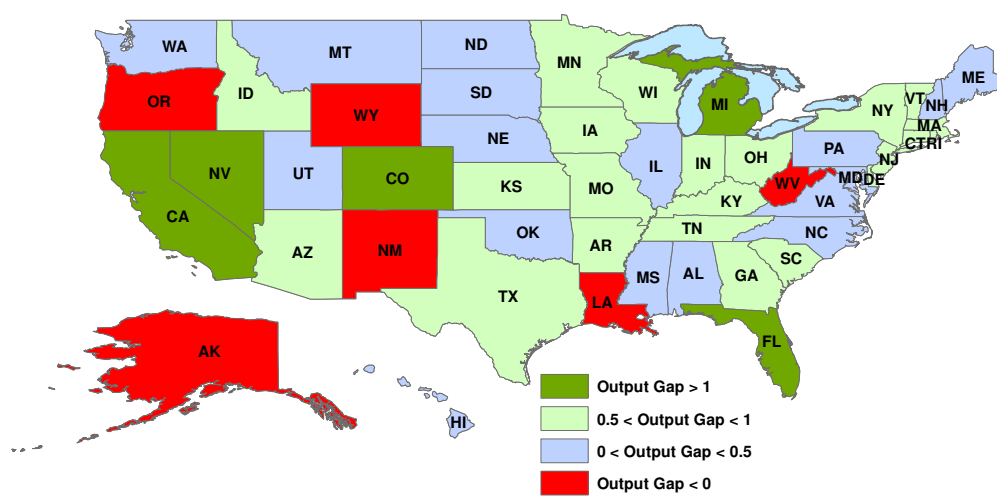 WA
MT
ND
MN
ME
OR
ID
SD
WI
MI
NY
VT
NH
WY
MA
IA
NE
CTRI
NV
UT
CO
IL
IN
OH
PA
NJ
KS
MO
WV
MD
DE
CA
KY
VA
AZ
NM
OK
TN
NC
AR
SC
TX
MS
AL
GA
LA
AK
FL
HI
Output Gap > 1
0.5 < Output Gap < 1
0 < Output Gap < 0.5
Output Gap < 0